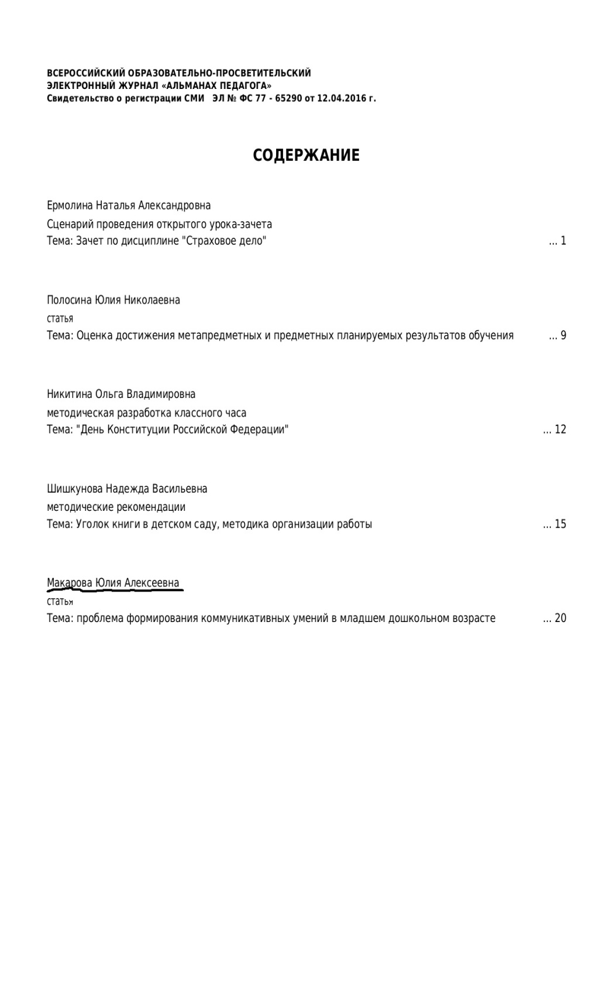 ВСЕРОССИЙСКИЙ ОБРАЗОВАТЕЛЬНО-ПРОСВЕТИТЕЛЬСКИЙ
ЭЛЕКТРОННЫЙ ЖУРНАЛ «АЛЬМАНАХ ПЕДАГОГА»
Свидетельство о регистрации СМИ ЭЛ № ФС 77 - 65290 от 12.04.2016 г.
СОДЕРЖАНИЕ
Ермолина Наталья Александровна
Сценарий проведения открытого урока-зачета
Тема: Зачет по дисциплине "Страховое дело" ... 1
Полосина Юлия Николаевна
статья
Тема: Оценка достижения метапредметных и предметных планируемых результатов обучения ... 9
Никитина Ольга Владимировна
методическая разработка классного часа
Тема: "День Конституции Российской Федерации" ... 12
Шишкунова Надежда Васильевна
методические рекомендации
Тема: Уголок книги в детском саду, методика организации работы ... 15
Макарова Юлия Алексеевна
статья
Тема: проблема формирования коммуникативных умений в младшем дошкольном возрасте ... 20